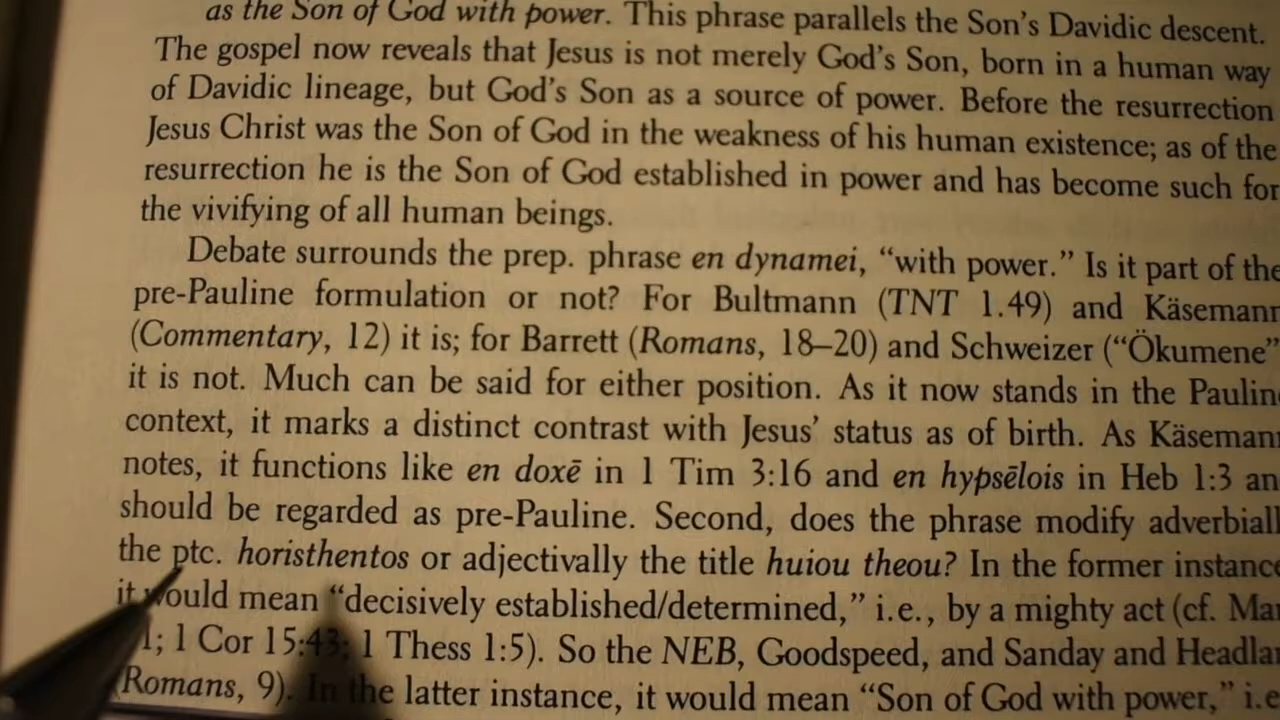 as the Son of God with power. This phrase parallels the Son's Davidic descent.
The gospel now reveals that Jesus is not merely God's Son, born in a human way
of Davidic lineage, but God's Son as a source of power. Before the resurrection
Jesus Christ was the Son of God in the weakness of his human existence; as of the
resurrection he is the Son of God established in power and has become such for
the vivifying of all human beings.
Debate surrounds the prep. phrase en dynamei, “with power.” Is it part of the
pre-Pauline formulation or not? For Bultmann (TNT 1.49) and Käsemann
(Commentary, 12) it is; for Barrett (Romans, 18–20) and Schweizer (“Ökumene”
it is not. Much can be said for either position. As it now stands in the Paulin
context, it marks a distinct contrast with Jesus' status as of birth. As Käseman
notes, it functions like en doxē in 1 Tim 3:16 and en hypsēlois in Heb 1:3 an
should be regarded as pre-Pauline. Second, does the phrase modify adverbiall
the ptc. horisthentos or adjectivally the title huiou theou? In the former instance
it would mean “decisively established/determined,” i.e., by a mighty act (cf. Mar
1; 1 Cor 15:43; 1 Thess 1:5). So the NEB, Goodspeed, and Sanday and Headla
(Romans, 9). In the latter instance, it would mean “Son of God with power,” i.e